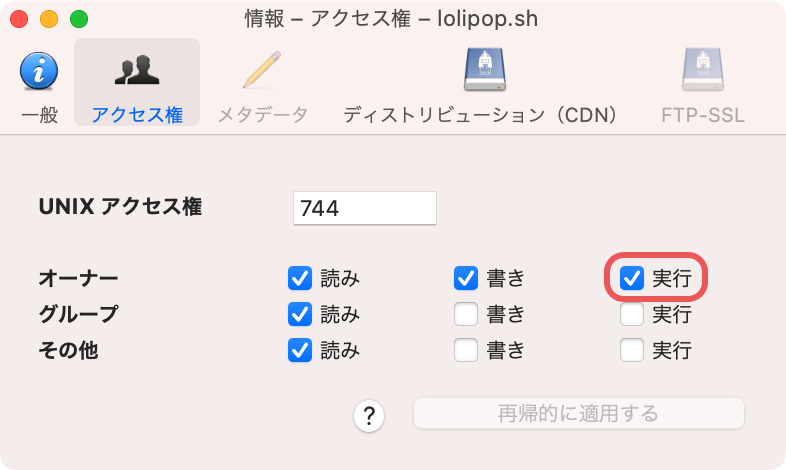 情報 – アクセス権 – lolipop.sh
一般 アクセス権 メタデータ ディストリビューション（CDN） FTP-SSL
UNIX アクセス権 744
オーナー 読み 書き 実行
グループ 読み 書き 実行
その他 読み 書き 実行
? 再帰的に適用する